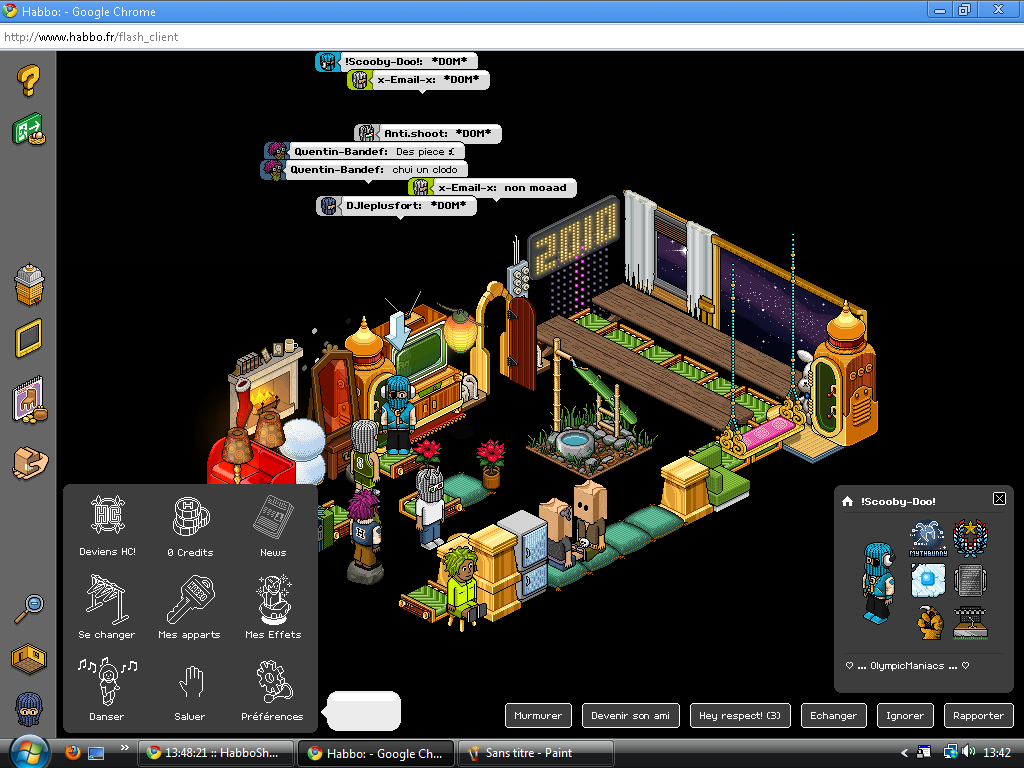 Habbo: - Google Chrome
http://www.habbo.fr/flash_client
!Scooby-Doo!: *DOM*
x-Email-x: *DOM*
Anti.shoot: *DOM*
Quentin-Bandef: Des piece :(
Quentin-Bandef: chui un clodo
x-Email-x: non moaad
DJleplusfort: *DOM*
2010
!Scooby-Doo!
MYTHBUNNY
♡ ... OlympicManiacs ... ♡
HC
Deviens HC!
0 Credits
News
Se changer
Mes apparts
Mes Effets
Danser
Saluer
Préférences
Murmurer
Devenir son ami
Hey respect! (3)
Echanger
Ignorer
Rapporter
13:48:21 :: HabboSh...
Habbo: - Google Ch...
Sans titre - Paint
13:42